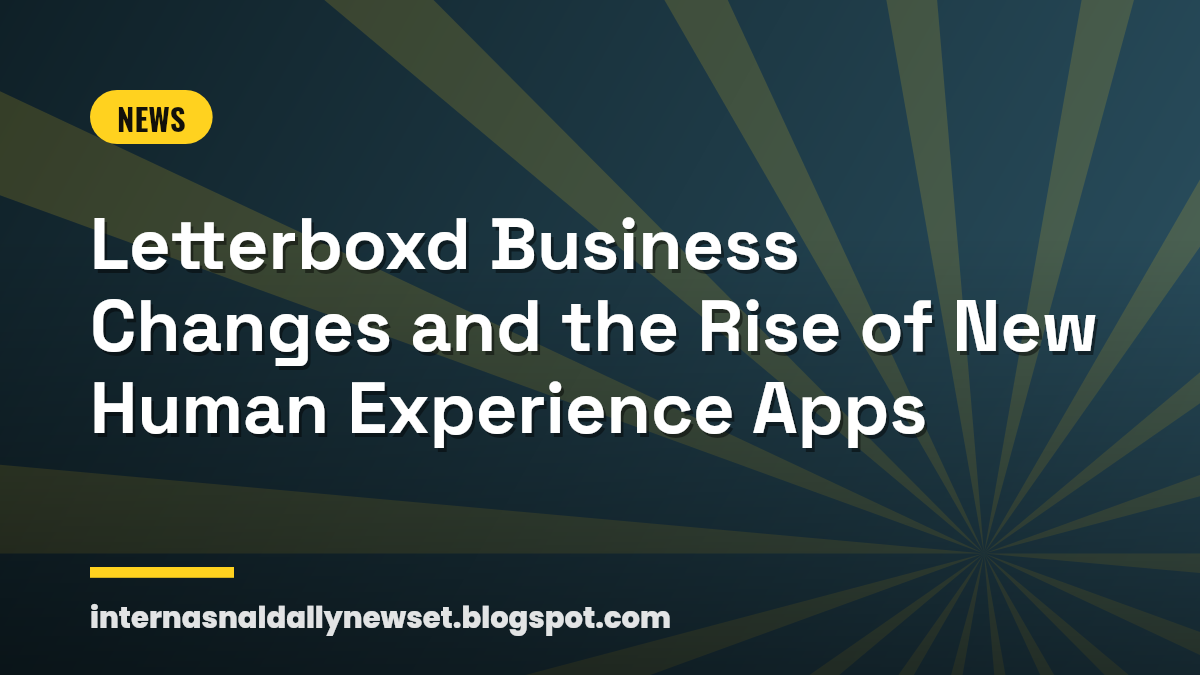 NEWS
Letterboxd Business
Changes and the Rise of New
Human Experience Apps
internasnaldallynewset.blogspot.com